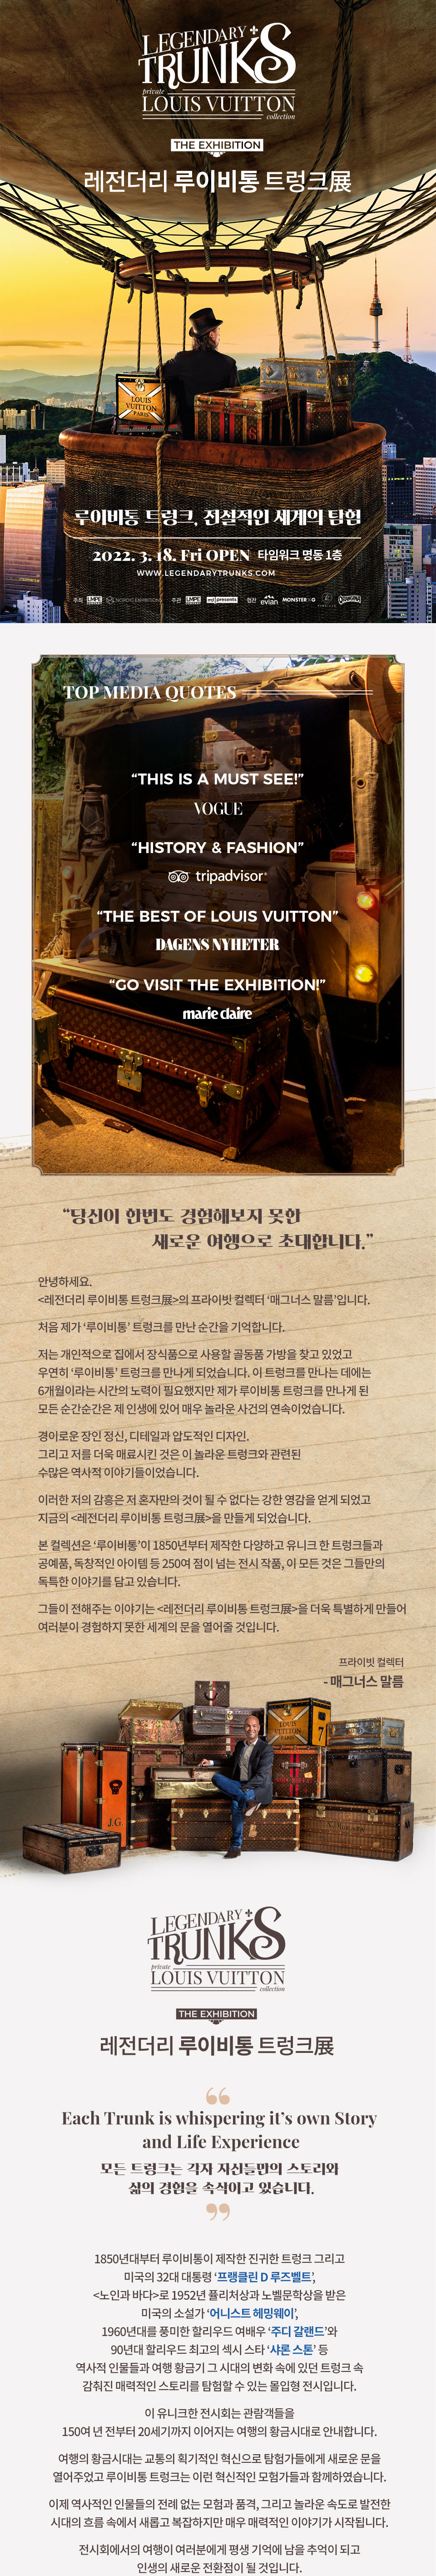 LEGENDARY
TRUNKS
private
LOUIS VUITTON
collection
THE EXHIBITION
레전더리 루이비통 트렁크展
LOUIS
VUITTON
PARIS
루이비통 트렁크, 전설적인 세계의 탐험
2022. 3. 18. Fri OPEN 타임워크 명동 1층
WWW.LEGENDARYTRUNKS.COM
주최 LMPE NORDIC EXHIBITIONS 주관 LMPE 협찬 evian MONSTER G
TOP MEDIA QUOTES
“THIS IS A MUST SEE!”
VOGUE
“HISTORY & FASHION”
tripadvisor
“THE BEST OF LOUIS VUITTON”
DAGENS NYHETER
“GO VISIT THE EXHIBITION!”
marie claire
“당신이 한번도 경험해보지 못한
새로운 여행으로 초대합니다.”
안녕하세요.
<레전더리 루이비통 트렁크展>의 프라이밧 컬렉터 ‘매그너스 말름’입니다.
처음 제가 ‘루이비통’ 트렁크를 만난 순간을 기억합니다.
저는 개인적으로 집에서 장식품으로 사용할 골동품 가방을 찾고 있었고
우연히 ‘루이비통’ 트렁크를 만나게 되었습니다. 이 트렁크를 만나는 데에는
6개월이라는 시간의 노력이 필요했지만 제가 루이비통 트렁크를 만나게 된
모든 순간순간은 제 인생에 있어 매우 놀라운 사건의 연속이었습니다.
경이로운 장인 정신, 디테일과 압도적인 디자인.
그리고 저를 더욱 매료시킨 것은 이 놀라운 트렁크와 관련된
수많은 역사적 이야기들이었습니다.
이러한 저의 감흥은 저 혼자만의 것이 될 수 없다는 강한 영감을 얻게 되었고
지금의 <레전더리 루이비통 트렁크展>을 만들게 되었습니다.
본 컬렉션은 ‘루이비통’이 1850년부터 제작한 다양하고 유니크 한 트렁크들과
공예품, 독창적인 아이템 등 250여 점이 넘는 전시 작품, 이 모든 것은 그들만의
독특한 이야기를 담고 있습니다.
그들이 전해주는 이야기는 <레전더리 루이비통 트렁크展>을 더욱 특별하게 만들어
여러분이 경험하지 못한 세계의 문을 열어줄 것입니다.
프라이빗 컬렉터
- 매그너스 말름
LOUIS
VUITTON
PARIS
7
J.G.
LEGENDARY
TRUNKS
private
LOUIS VUITTON
collection
THE EXHIBITION
레전더리 루이비통 트렁크展
“
Each Trunk is whispering it’s own Story
and Life Experience
모든 트렁크는 각자 자신들만의 스토리와
삶의 경험을 속삭이고 있습니다.
”
1850년대부터 루이비통이 제작한 진귀한 트렁크 그리고
미국의 32대 대통령 ‘프랭클린 D 루즈벨트’,
<노인과 바다>로 1952년 퓰리처상과 노벨문학상을 받은
미국의 소설가 ‘어니스트 헤밍웨이’,
1960년대를 풍미한 할리우드 여배우 ‘주디 갈랜드’와
90년대 할리우드 최고의 섹시 스타 ‘샤론 스톤’ 등
역사적 인물들과 여행 황금기 그 시대의 변화 속에 있던 트렁크 속
감춰진 매력적인 스토리를 탐험할 수 있는 몰입형 전시입니다.
이 유니크한 전시회는 관람객들을
150여 년 전부터 20세기까지 이어지는 여행의 황금시대로 안내합니다.
여행의 황금시대는 교통의 획기적인 혁신으로 탐험가들에게 새로운 문을
열어주었고 루이비통 트렁크는 이런 혁신적인 모험가들과 함께하였습니다.
이제 역사적인 인물들의 전례 없는 모험과 품격, 그리고 놀라운 속도로 발전한
시대의 흐름 속에서 새롭고 복잡하지만 매우 매력적인 이야기가 시작됩니다.
전시회에서의 여행이 여러분에게 평생 기억에 남을 추억이 되고
인생의 새로운 전환점이 될 것입니다.